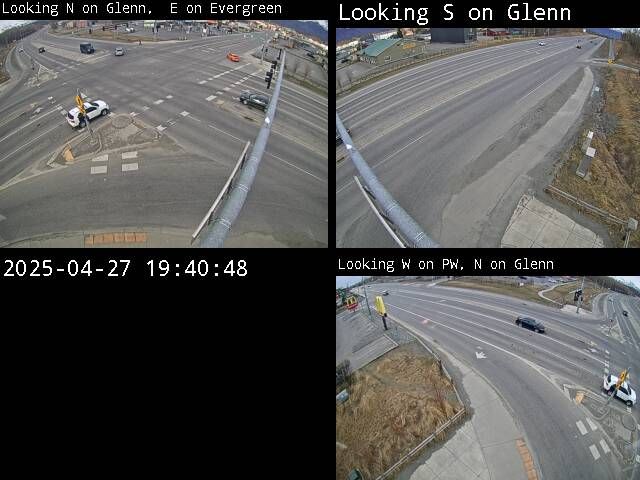 Looking N on Glenn,  E on Evergreen
Looking S on Glenn
2025-04-27 19:40:48
Looking W on PW, N on Glenn